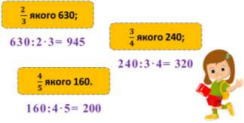 2/3 якого 630;
630:2·3= 945
3/4 якого 240;
240:3·4= 320
4/5 якого 160.
160:4·5= 200